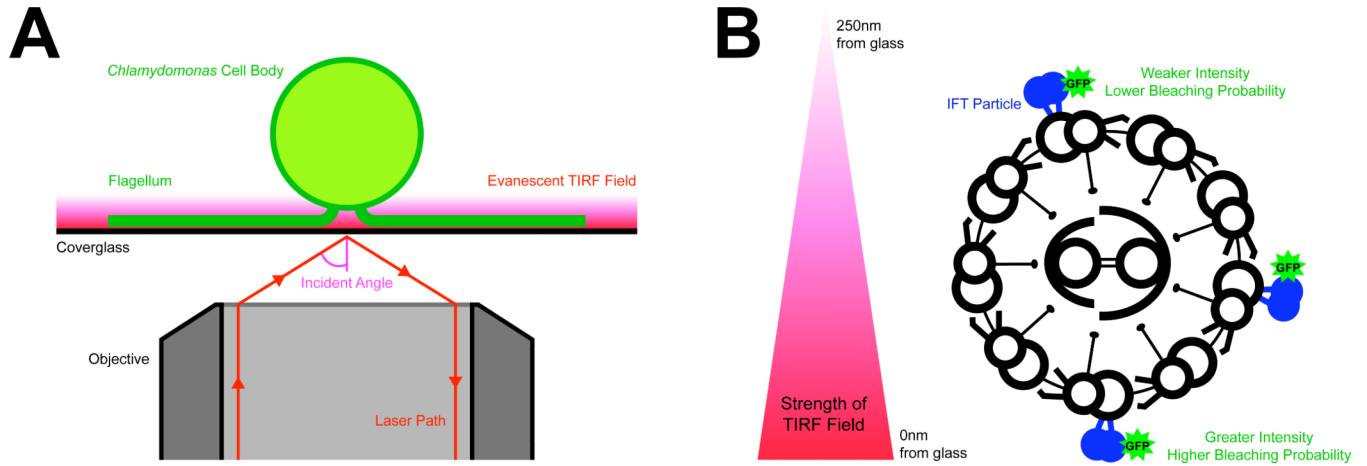 A
Chlamydomonas Cell Body
Flagellum
Evanescent TIRF Field
Coverglass
Incident Angle
Objective
Laser Path
B
250nm
from glass
Strength of
TIRF Field
0nm
from glass
IFT Particle
GFP
Weaker Intensity
Lower Bleaching Probability
GFP
GFP
Greater Intensity
Higher Bleaching Probability